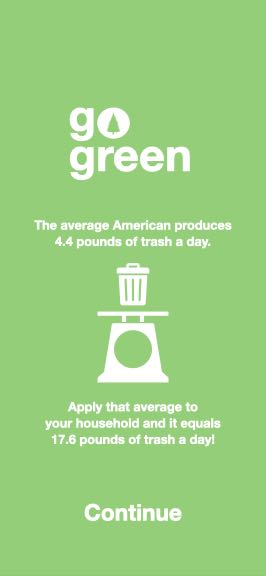 go
green
The average American produces
4.4 pounds of trash a day.
Apply that average to
your household and it equals
17.6 pounds of trash a day!
Continue